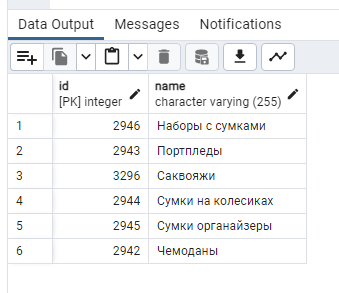 Data Output Messages Notifications
id name
[PK] integer character varying (255)
1 2946 Наборы с сумками
2 2943 Портпледы
3 3296 Саквояжи
4 2944 Сумки на колесиках
5 2945 Сумки органайзеры
6 2942 Чемоданы